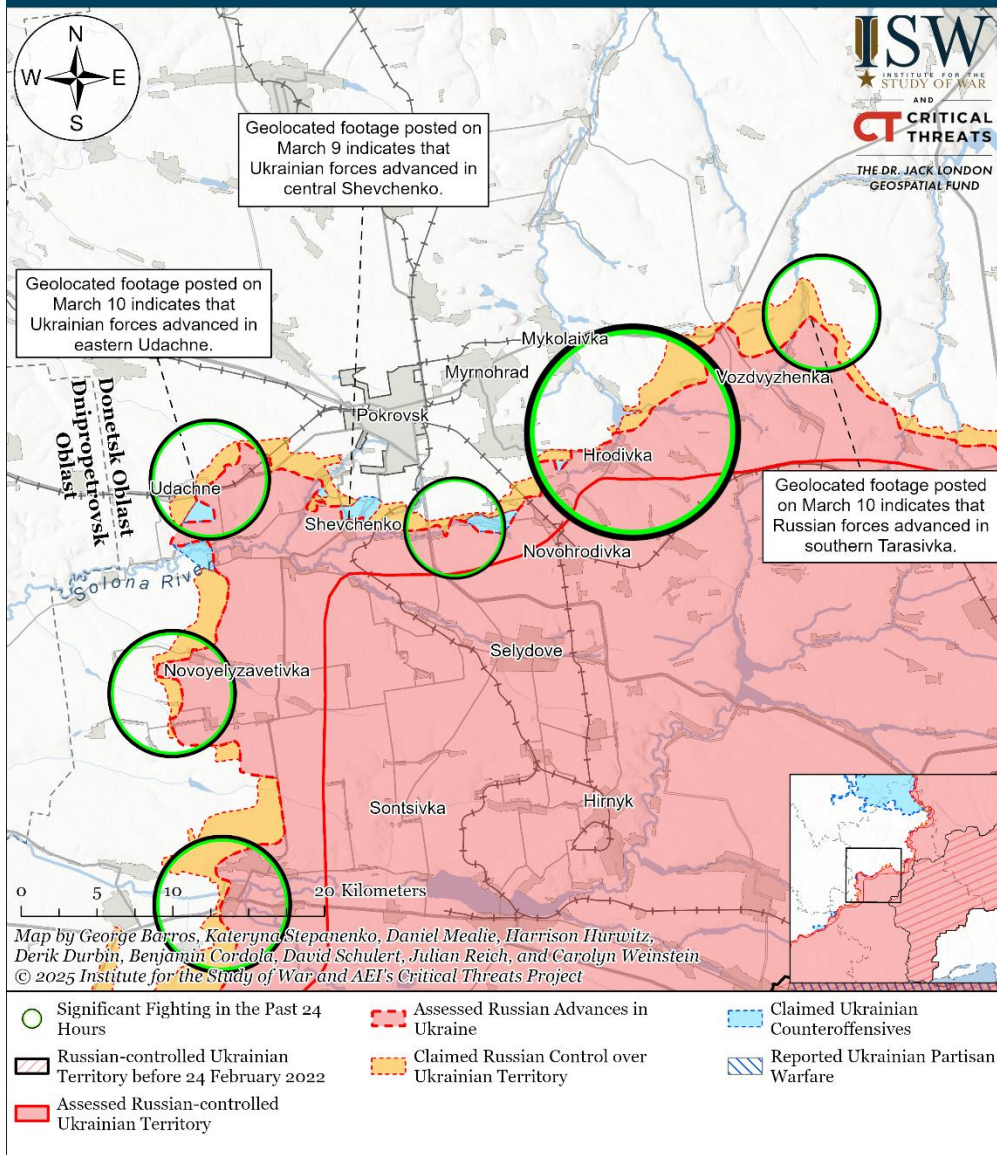 N
W
E
S
ISW
INSTITUTE FOR THE
STUDY OF WAR
AND
CT CRITICAL
THREATS
THE DR. JACK LONDON
GEOSPATIAL FUND
Geolocated footage posted on
March 9 indicates that
Ukrainian forces advanced in
central Shevchenko.
Geolocated footage posted on
March 10 indicates that
Ukrainian forces advanced in
eastern Udachne.
Mykolaivka
Myrnohrad
Vozdvyzhenka
Pokrovsk
Donetsk Oblast
Dnipropetrovsk
Oblast
Hrodivka
Udachne
Geolocated footage posted
on March 10 indicates that
Russian forces advanced in
southern Tarasivka.
Shevchenko
Novohrodivka
Solona River
Selydove
Novoyelyzavetivka
Sontsivka
Hirnyk
0 5 10 20 Kilometers
Map by George Barros, Kateryna Stepanenko, Daniel Mealie, Harrison Hurwitz,
Derik Durbin, Benjamin Cordola, David Schulert, Julian Reich, and Carolyn Weinstein
© 2025 Institute for the Study of War and AEI's Critical Threats Project
Significant Fighting in the Past 24
Hours
Russian-controlled Ukrainian
Territory before 24 February 2022
Assessed Russian-controlled
Ukrainian Territory
Assessed Russian Advances in
Ukraine
Claimed Russian Control over
Ukrainian Territory
Claimed Ukrainian
Counteroffensives
Reported Ukrainian Partisan
Warfare